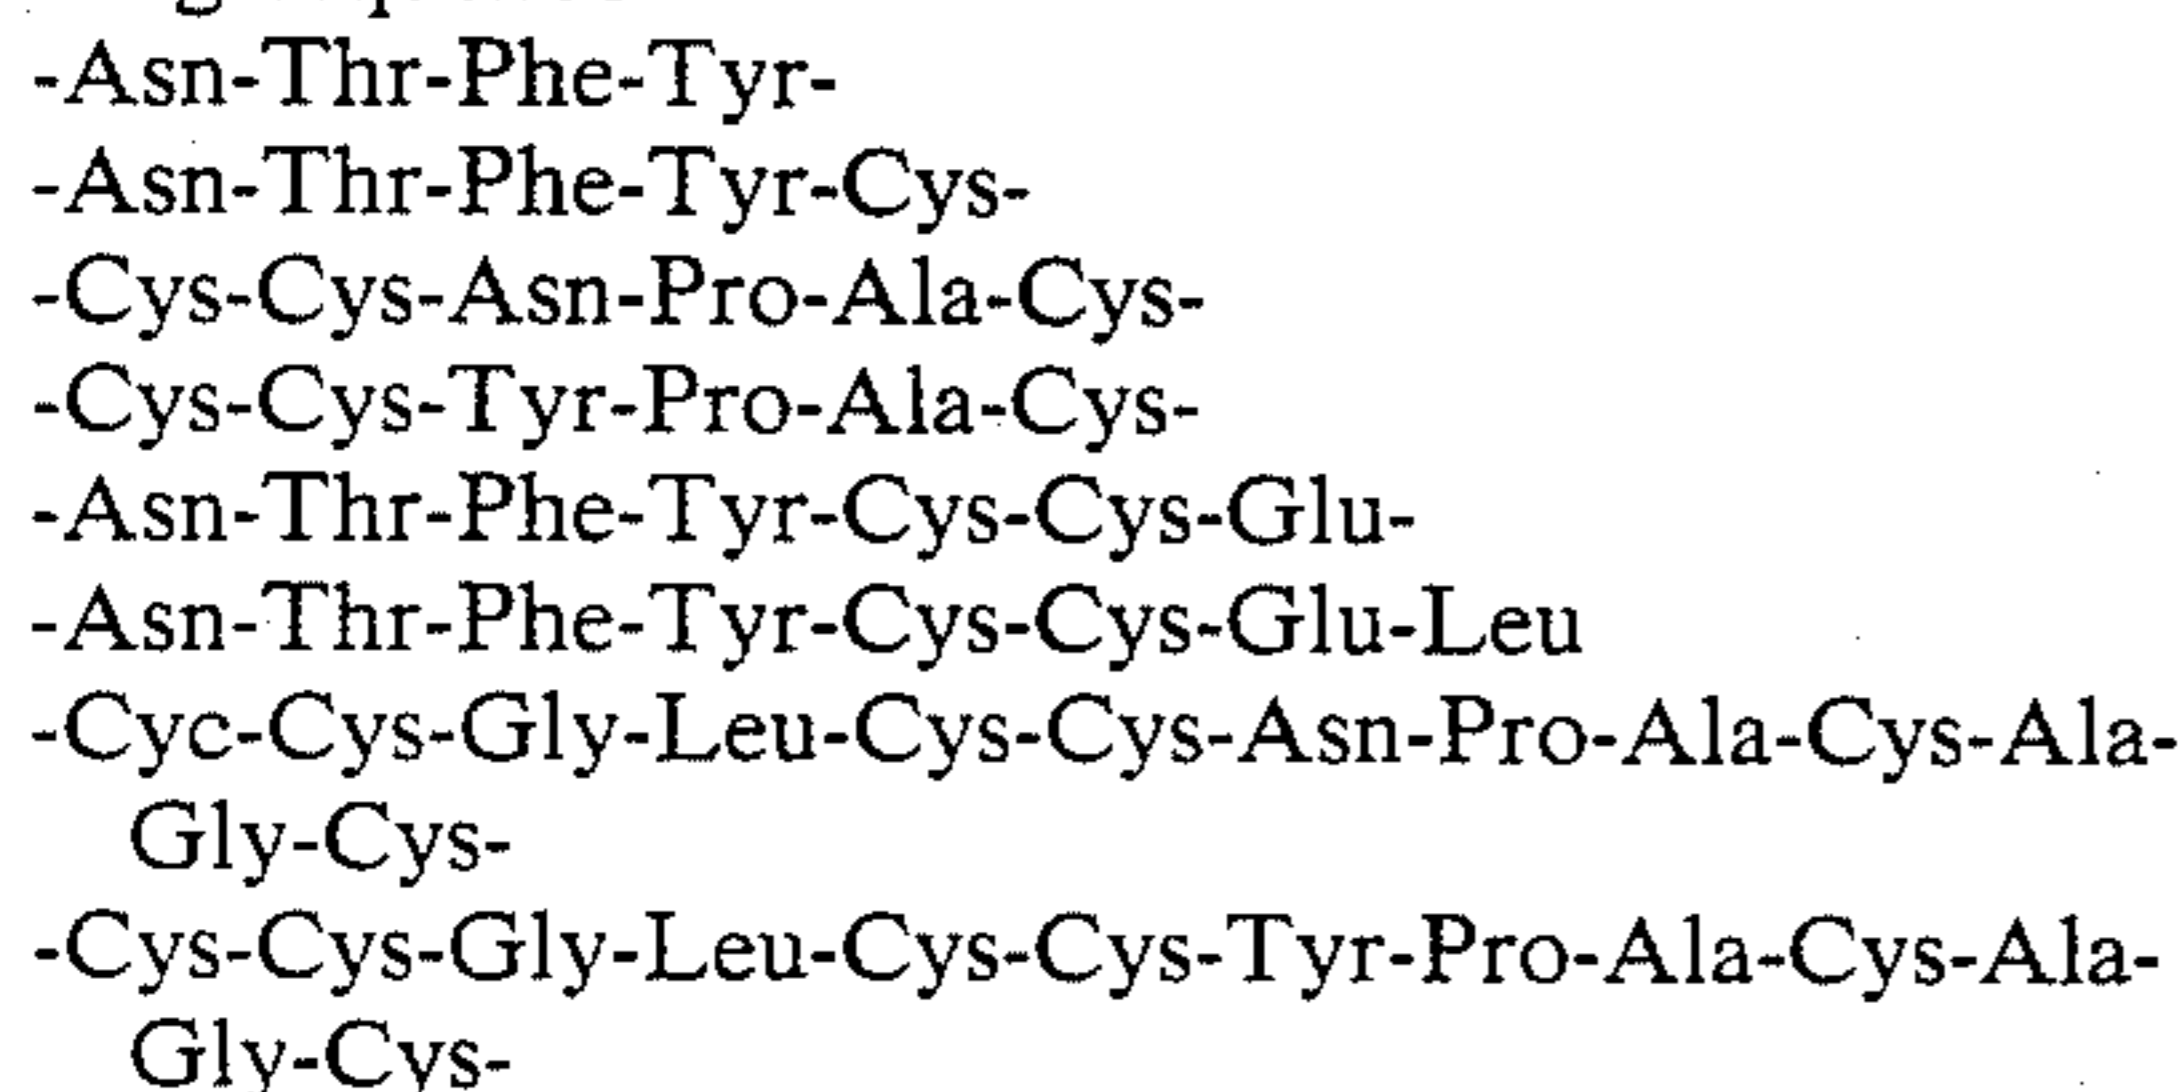 -Asn-Thr-Phe-Tyr-
-Asn-Thr-Phe-Tyr-Cys-
-Cys-Cys-Asn-Pro-Ala-Cys-
-Cys-Cys-Tyr-Pro-Ala-Cys-
-Asn-Thr-Phe-Tyr-Cys-Cys-Glu-
-Asn-Thr-Phe-Tyr-Cys-Cys-Glu-Leu
-Cyc-Cys-Gly-Leu-Cys-Cys-Asn-Pro-Ala-Cys-Ala-
Gly-Cys-
-Cys-Cys-Gly-Leu-Cys-Cys-Tyr-Pro-Ala-Cys-Ala-
Gly-Cys-